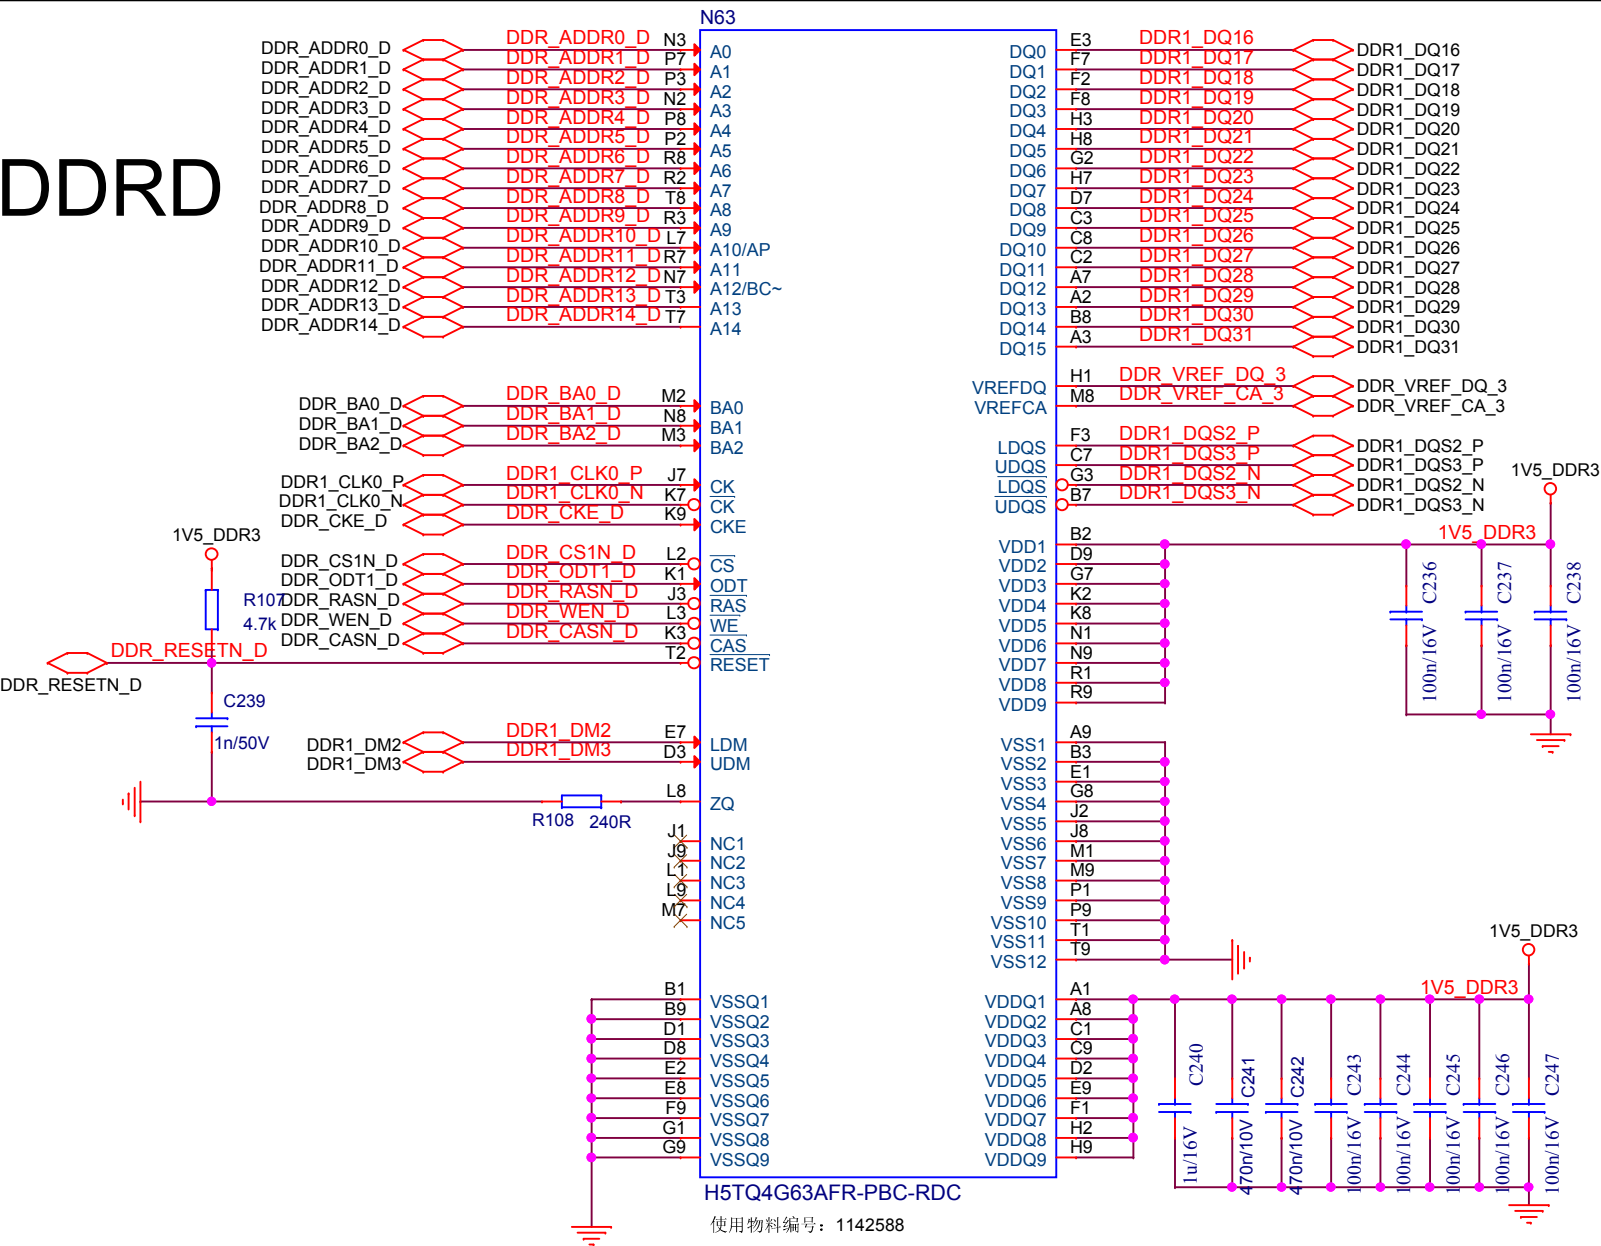 N63
DDRD
DDR_ADDR0_D DDR_ADDR0_D N3 A0
DDR_ADDR1_D DDR_ADDR1_D P7 A1
DDR_ADDR2_D DDR_ADDR2_D P3 A2
DDR_ADDR3_D DDR_ADDR3_D N2 A3
DDR_ADDR4_D DDR_ADDR4_D P8 A4
DDR_ADDR5_D DDR_ADDR5_D P2 A5
DDR_ADDR6_D DDR_ADDR6_D R8 A6
DDR_ADDR7_D DDR_ADDR7_D R2 A7
DDR_ADDR8_D DDR_ADDR8_D T8 A8
DDR_ADDR9_D DDR_ADDR9_D R3 A9
DDR_ADDR10_D DDR_ADDR10_D L7 A10/AP
DDR_ADDR11_D DDR_ADDR11_D R7 A11
DDR_ADDR12_D DDR_ADDR12_D N7 A12/BC~
DDR_ADDR13_D DDR_ADDR13_D T3 A13
DDR_ADDR14_D DDR_ADDR14_D T7 A14
DDR_BA0_D DDR_BA0_D M2 BA0
DDR_BA1_D DDR_BA1_D N8 BA1
DDR_BA2_D DDR_BA2_D M3 BA2
DDR1_CLK0_P DDR1_CLK0_P J7 CK
DDR1_CLK0_N DDR1_CLK0_N K7 CK
DDR_CKE_D DDR_CKE_D K9 CKE
1V5_DDR3
DDR_CS1N_D DDR_CS1N_D L2 CS
DDR_ODT1_D DDR_ODT1_D K1 ODT
R107 DDR_RASN_D DDR_RASN_D J3 RAS
4.7k DDR_WEN_D DDR_WEN_D L3 WE
DDR_CASN_D DDR_CASN_D K3 CAS
DDR_RESETN_D DDR_RESETN_D T2 RESET
C239
1n/50V
DDR1_DM2 DDR1_DM2 E7 LDM
DDR1_DM3 DDR1_DM3 D3 UDM
R108 240R L8 ZQ
J1 NC1
J9 NC2
L1 NC3
L9 NC4
M7 NC5
B1 VSSQ1
B9 VSSQ2
D1 VSSQ3
D8 VSSQ4
E2 VSSQ5
E8 VSSQ6
F9 VSSQ7
G1 VSSQ8
G9 VSSQ9
DQ0 E3 DDR1_DQ16 DDR1_DQ16
DQ1 F7 DDR1_DQ17 DDR1_DQ17
DQ2 F2 DDR1_DQ18 DDR1_DQ18
DQ3 F8 DDR1_DQ19 DDR1_DQ19
DQ4 H3 DDR1_DQ20 DDR1_DQ20
DQ5 H8 DDR1_DQ21 DDR1_DQ21
DQ6 G2 DDR1_DQ22 DDR1_DQ22
DQ7 H7 DDR1_DQ23 DDR1_DQ23
DQ8 D7 DDR1_DQ24 DDR1_DQ24
DQ9 C3 DDR1_DQ25 DDR1_DQ25
DQ10 C8 DDR1_DQ26 DDR1_DQ26
DQ11 C2 DDR1_DQ27 DDR1_DQ27
DQ12 A7 DDR1_DQ28 DDR1_DQ28
DQ13 A2 DDR1_DQ29 DDR1_DQ29
DQ14 B8 DDR1_DQ30 DDR1_DQ30
DQ15 A3 DDR1_DQ31 DDR1_DQ31
VREFDQ H1 DDR_VREF_DQ_3 DDR_VREF_DQ_3
VREFCA M8 DDR_VREF_CA_3 DDR_VREF_CA_3
LDQS F3 DDR1_DQS2_P DDR1_DQS2_P
UDQS C7 DDR1_DQS3_P DDR1_DQS3_P
LDQS G3 DDR1_DQS2_N DDR1_DQS2_N
UDQS B7 DDR1_DQS3_N DDR1_DQS3_N
1V5_DDR3
1V5_DDR3
VDD1 B2
VDD2 D9
VDD3 G7
VDD4 K2
VDD5 K8
VDD6 N1
VDD7 N9
VDD8 R1
VDD9 R9
C236 100n/16V
C237 100n/16V
C238 100n/16V
VSS1 A9
VSS2 B3
VSS3 E1
VSS4 G8
VSS5 J2
VSS6 J8
VSS7 M1
VSS8 M9
VSS9 P1
VSS10 P9
VSS11 T1
VSS12 T9
1V5_DDR3
1V5_DDR3
VDDQ1 A1
VDDQ2 A8
VDDQ3 C1
VDDQ4 C9
VDDQ5 D2
VDDQ6 E9
VDDQ7 F1
VDDQ8 H2
VDDQ9 H9
C240 1u/16V
C241 470n/10V
C242 470n/10V
C243 100n/16V
C244 100n/16V
C245 100n/16V
C246 100n/16V
C247 100n/16V
H5TQ4G63AFR-PBC-RDC
使用物料编号：1142588